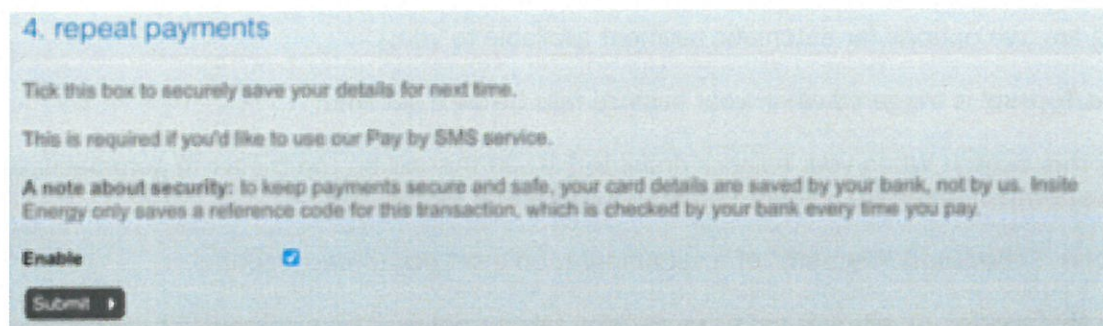 4. repeat payments
Tick this box to securely save your details for next time.
This is required if you'd like to use our Pay by SMS service.
A note about security: to keep payments secure and safe, your card details are saved by your bank, not by us. Insite
Energy only saves a reference code for this transaction, which is checked by your bank every time you pay.
Enable
Submit